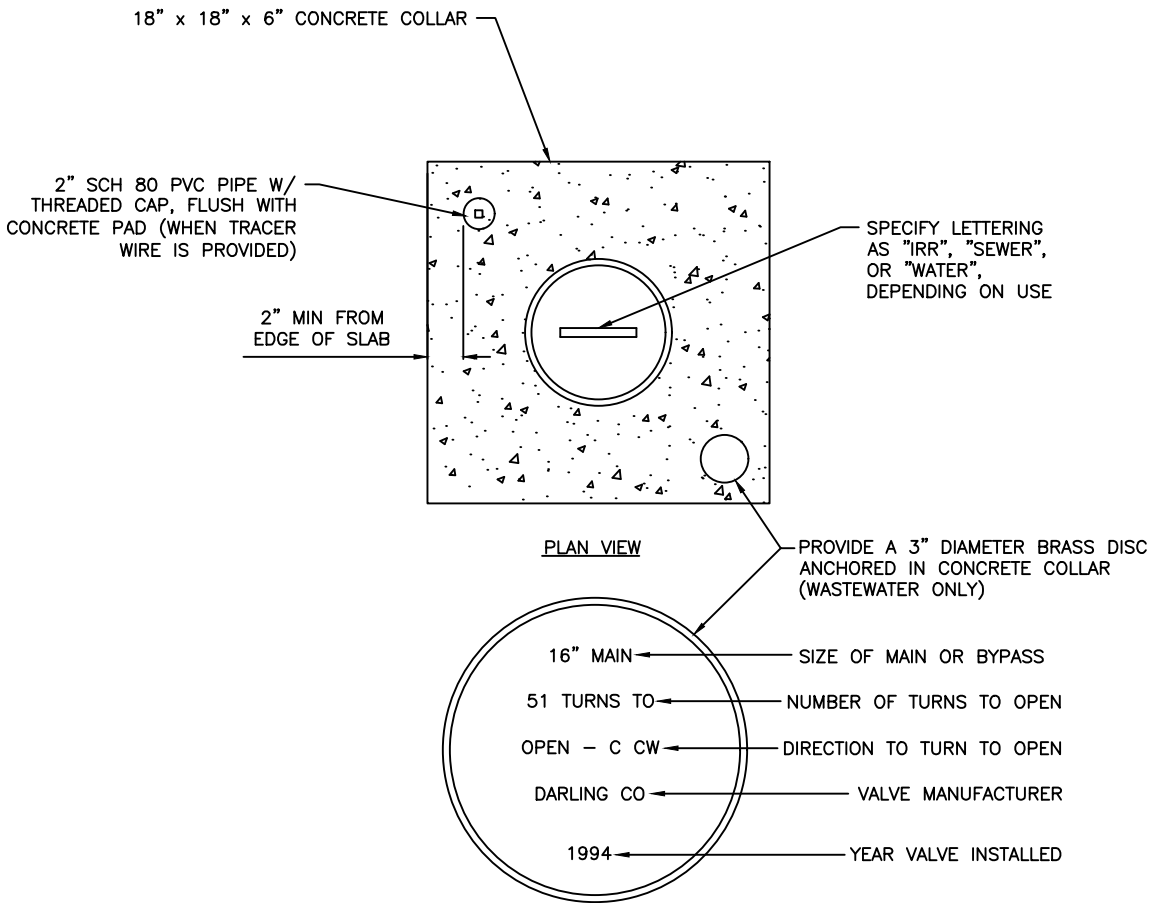 18" x 18" x 6" CONCRETE COLLAR
2" SCH 80 PVC PIPE W/
THREADED CAP, FLUSH WITH
CONCRETE PAD (WHEN TRACER
WIRE IS PROVIDED)
SPECIFY LETTERING
AS "IRR", "SEWER",
OR "WATER",
DEPENDING ON USE
2" MIN FROM
EDGE OF SLAB
PLAN VIEW
PROVIDE A 3" DIAMETER BRASS DISC
ANCHORED IN CONCRETE COLLAR
(WASTEWATER ONLY)
16" MAIN
SIZE OF MAIN OR BYPASS
51 TURNS TO
NUMBER OF TURNS TO OPEN
OPEN – C CW
DIRECTION TO TURN TO OPEN
DARLING CO
VALVE MANUFACTURER
1994
YEAR VALVE INSTALLED